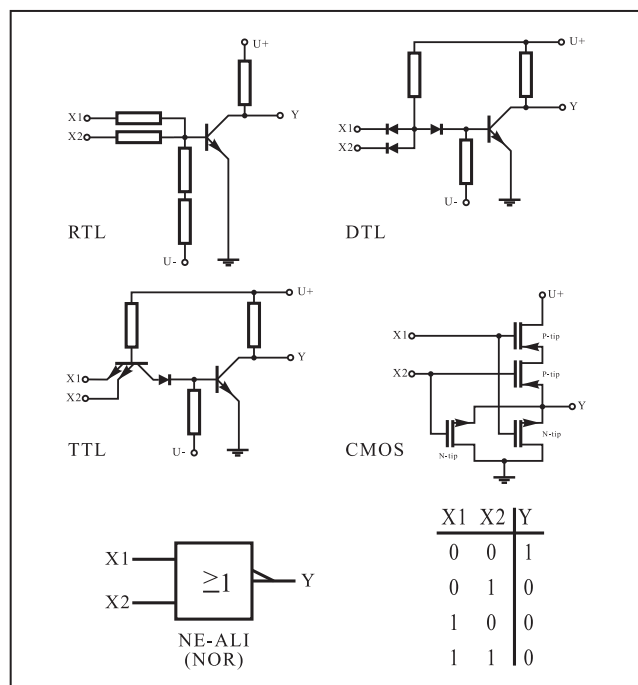 U+
X1
X2
Y
U-
RTL
U+
X1
X2
Y
U-
DTL
U+
X1
X2
Y
U-
TTL
U+
X1
P-tip
X2
P-tip
Y
N-tip
N-tip
CMOS
X1
X2
≥1
Y
NE-ALI
(NOR)
X1 X2 Y
0 0 1
0 1 0
1 0 0
1 1 0